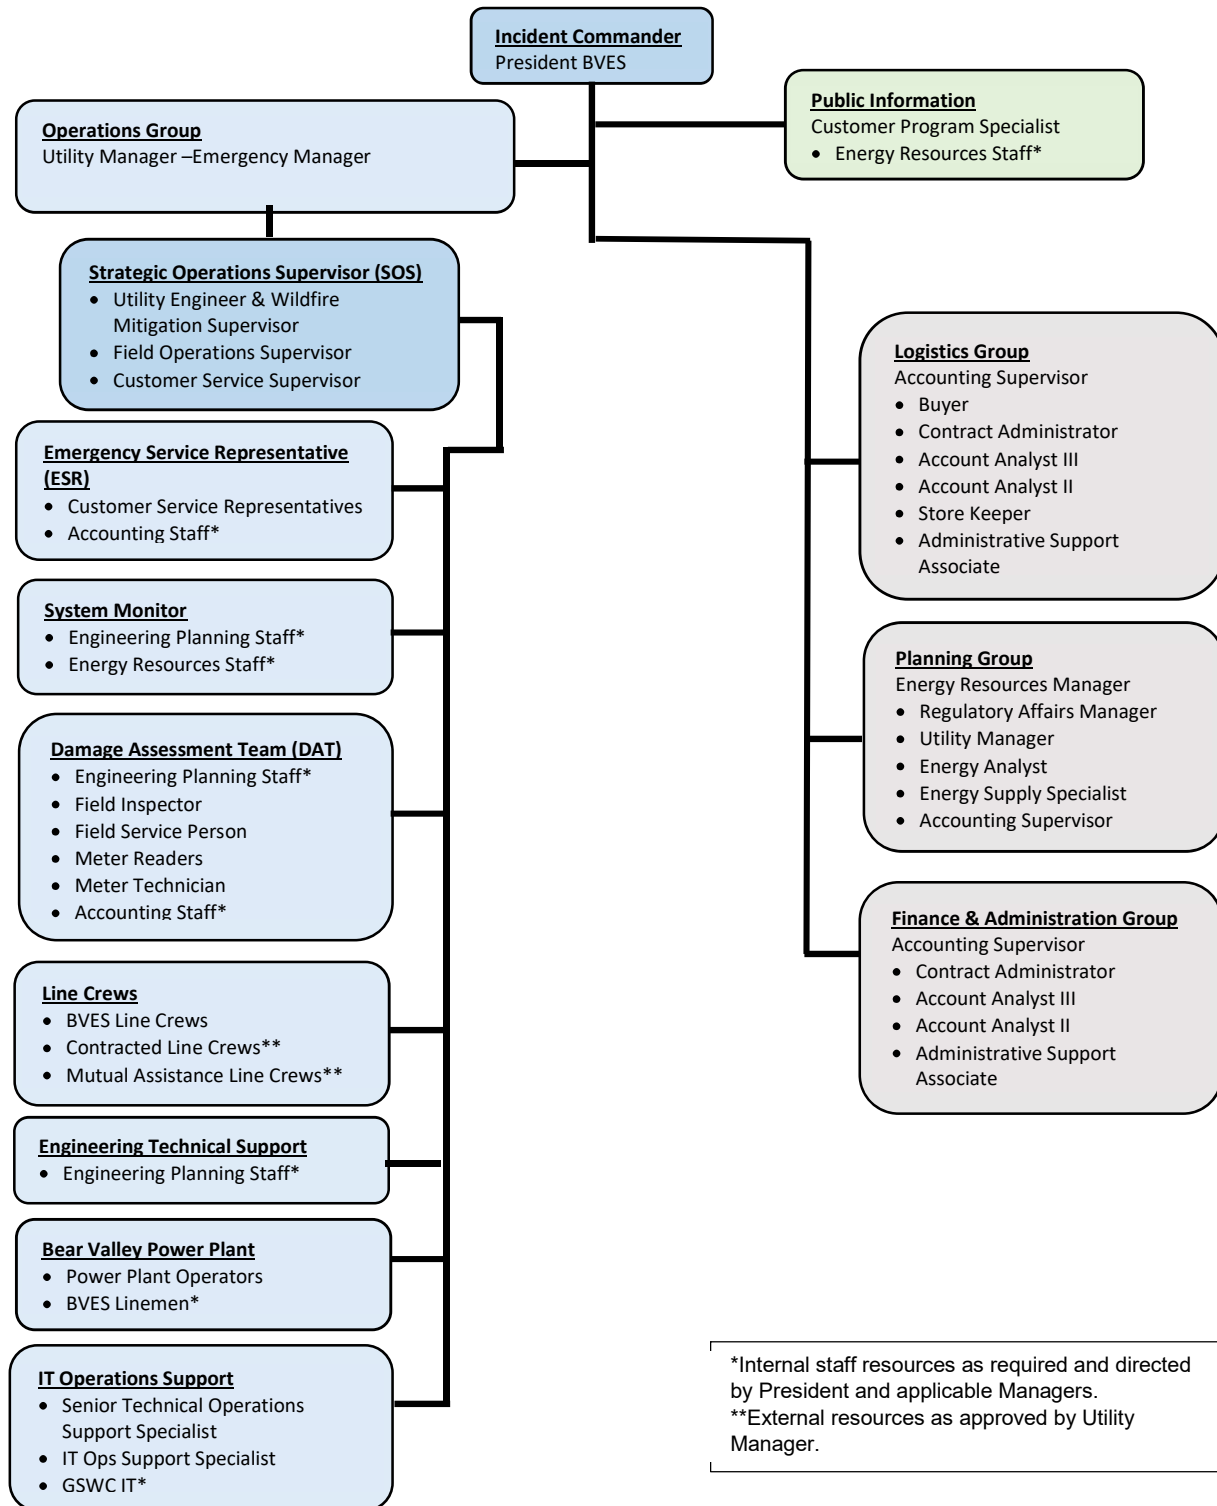 Incident Commander
President BVES
Public Information
Customer Program Specialist
• Energy Resources Staff*
Operations Group
Utility Manager –Emergency Manager
Strategic Operations Supervisor (SOS)
• Utility Engineer & Wildfire
Mitigation Supervisor
• Field Operations Supervisor
• Customer Service Supervisor
Emergency Service Representative
(ESR)
• Customer Service Representatives
• Accounting Staff*
System Monitor
• Engineering Planning Staff*
• Energy Resources Staff*
Damage Assessment Team (DAT)
• Engineering Planning Staff*
• Field Inspector
• Field Service Person
• Meter Readers
• Meter Technician
• Accounting Staff*
Line Crews
• BVES Line Crews
• Contracted Line Crews**
• Mutual Assistance Line Crews**
Engineering Technical Support
• Engineering Planning Staff*
Bear Valley Power Plant
• Power Plant Operators
• BVES Linemen*
IT Operations Support
• Senior Technical Operations
Support Specialist
• IT Ops Support Specialist
• GSWC IT*
Logistics Group
Accounting Supervisor
• Buyer
• Contract Administrator
• Account Analyst III
• Account Analyst II
• Store Keeper
• Administrative Support
Associate
Planning Group
Energy Resources Manager
• Regulatory Affairs Manager
• Utility Manager
• Energy Analyst
• Energy Supply Specialist
• Accounting Supervisor
Finance & Administration Group
Accounting Supervisor
• Contract Administrator
• Account Analyst III
• Account Analyst II
• Administrative Support
Associate
*Internal staff resources as required and directed
by President and applicable Managers.
**External resources as approved by Utility
Manager.